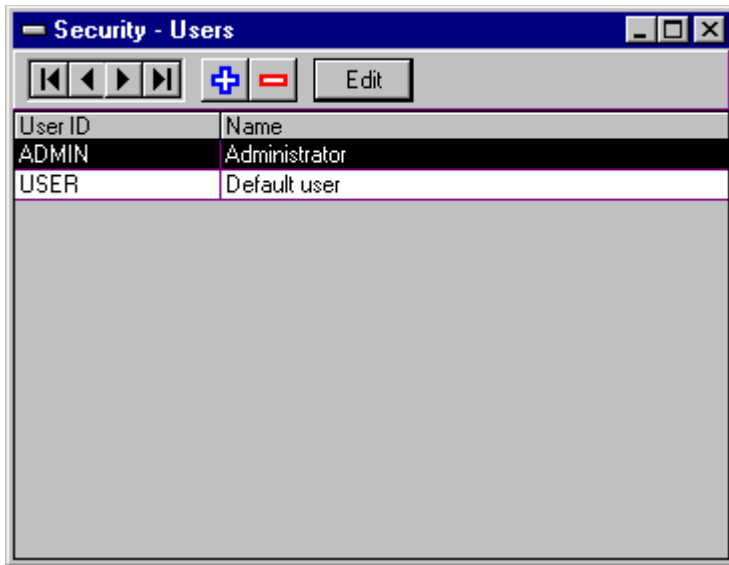 Security - Users
Edit
User ID Name
ADMIN Administrator
USER Default user